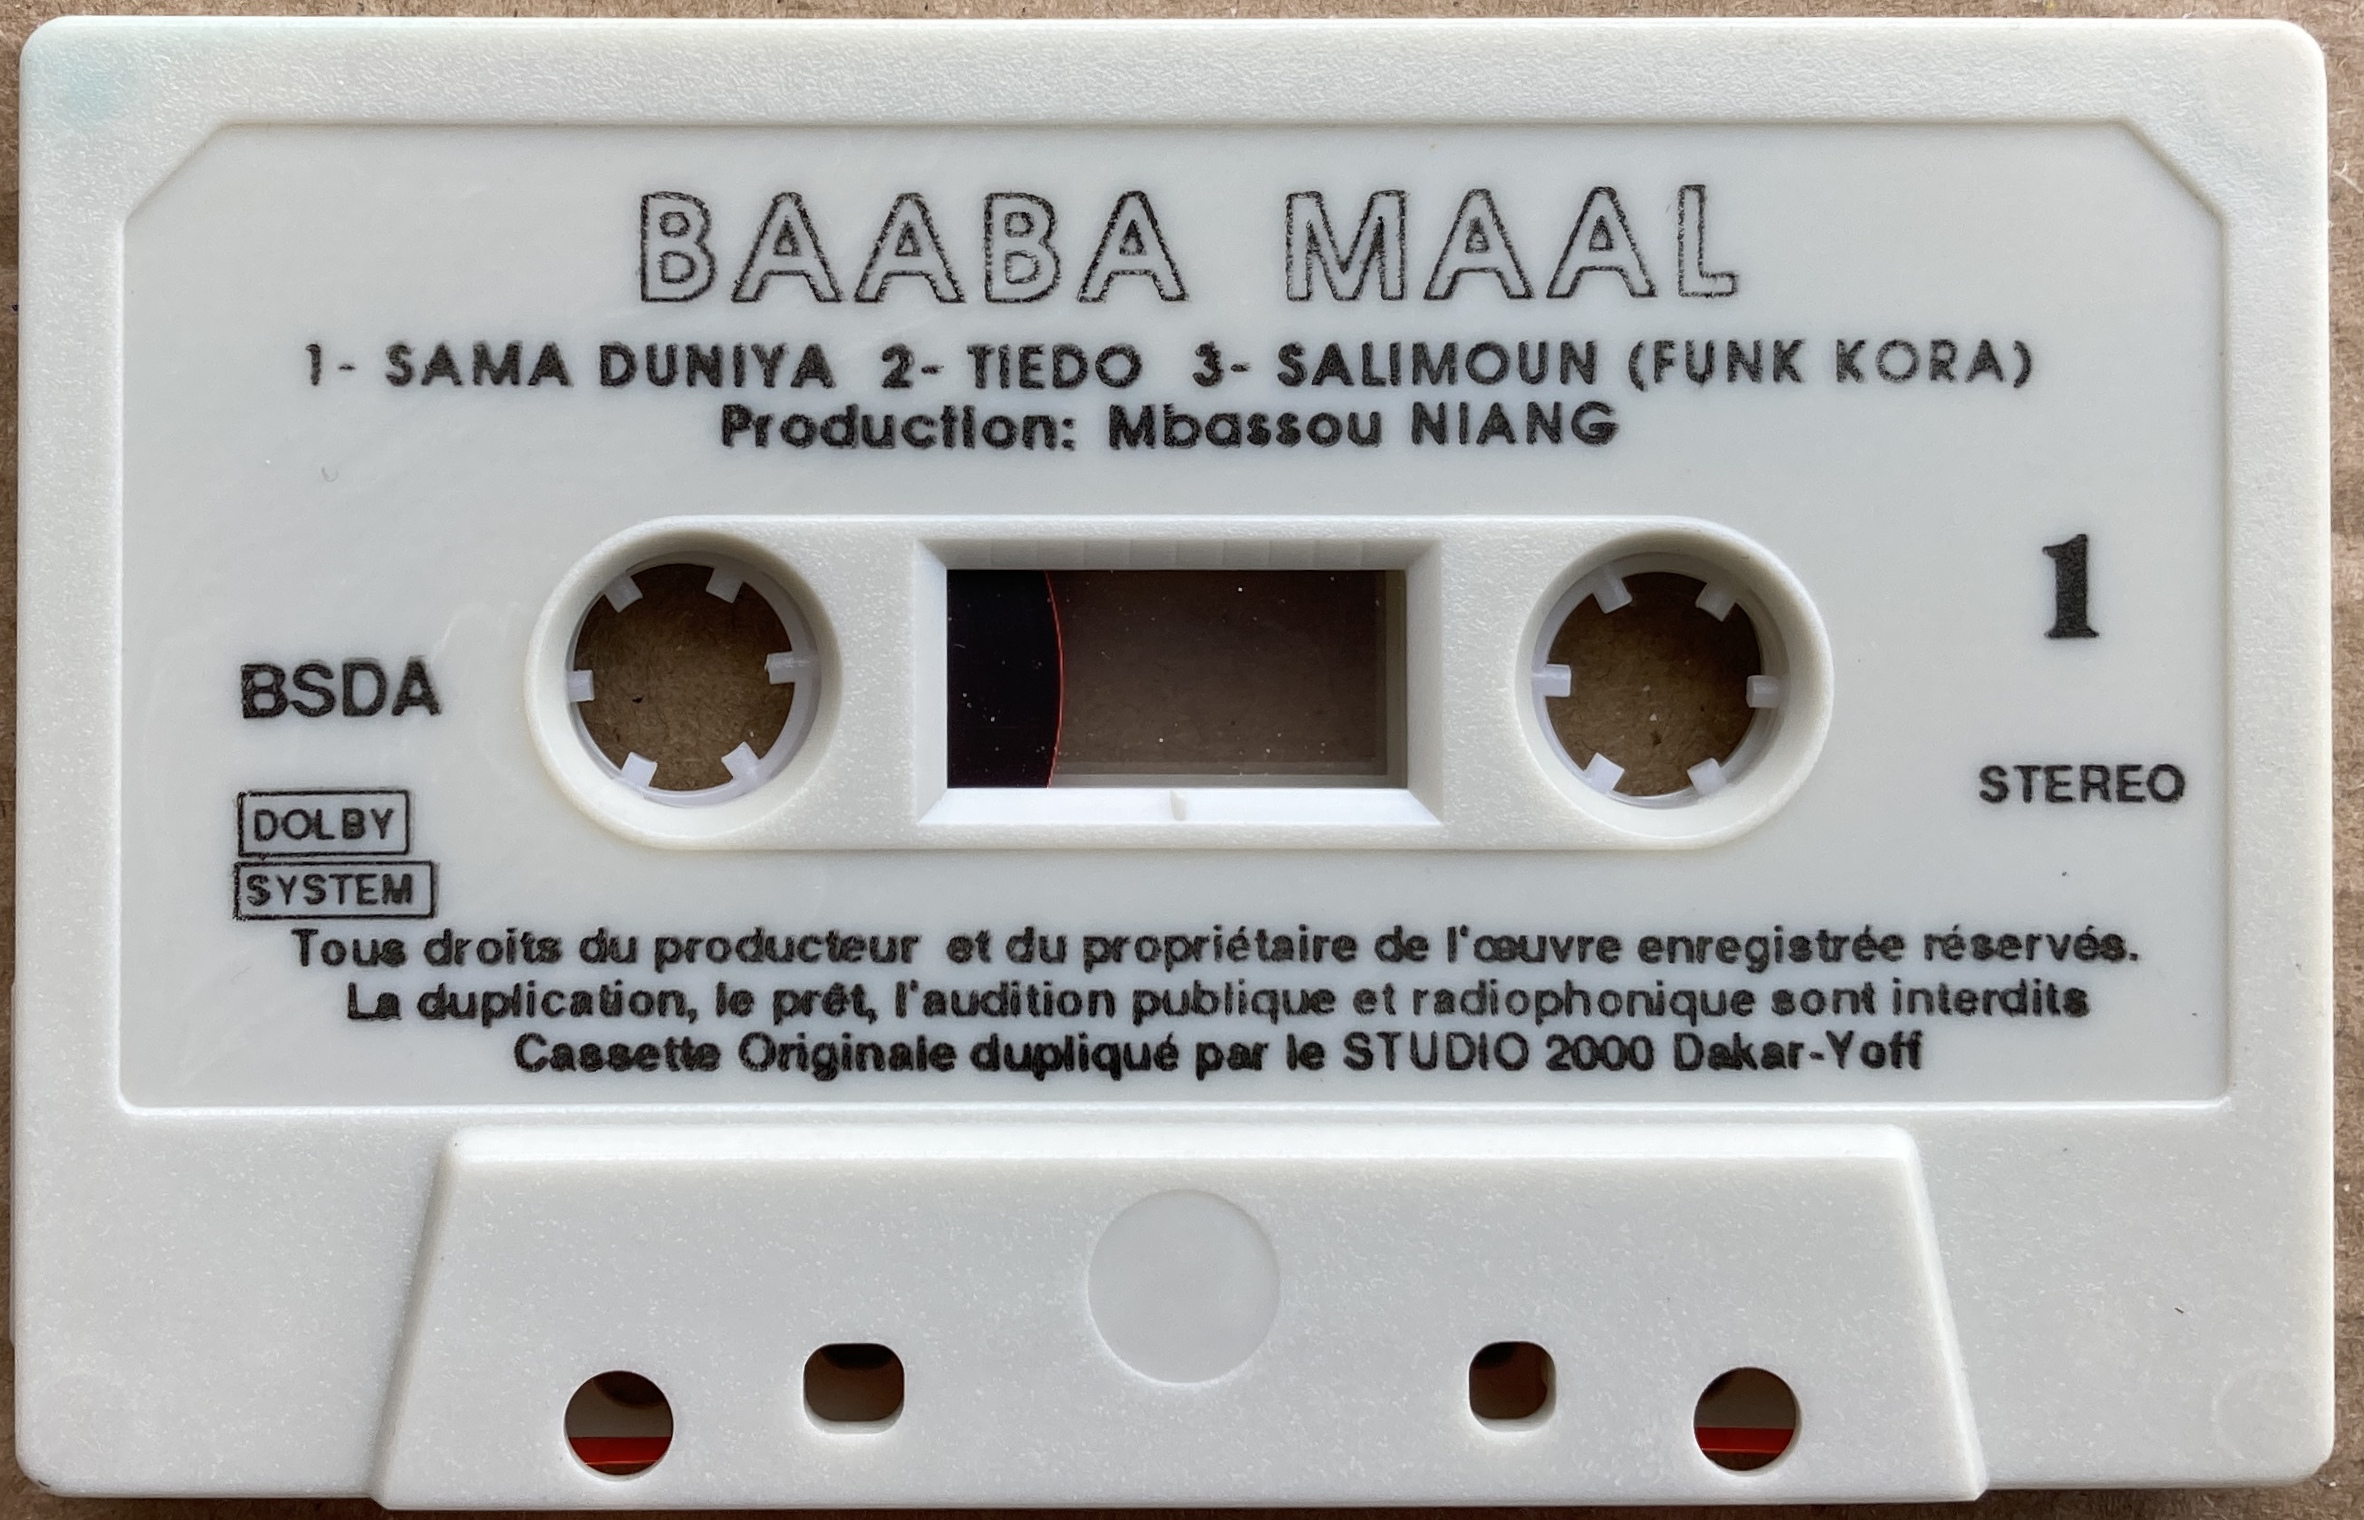 BAABA MAAL
1- SAMA DUNIYA 2- TIEDO 3- SALIMOUN (FUNK KORA)
Production: Mbassou NIANG
1
BSDA
STEREO
DOLBY
SYSTEM
Tous droits du producteur et du propriétaire de l'œuvre enregistrée réservés.
La duplication, le prêt, l'audition publique et radiophonique sont interdits
Cassette Originale dupliqué par le STUDIO 2000 Dakar-Yoff